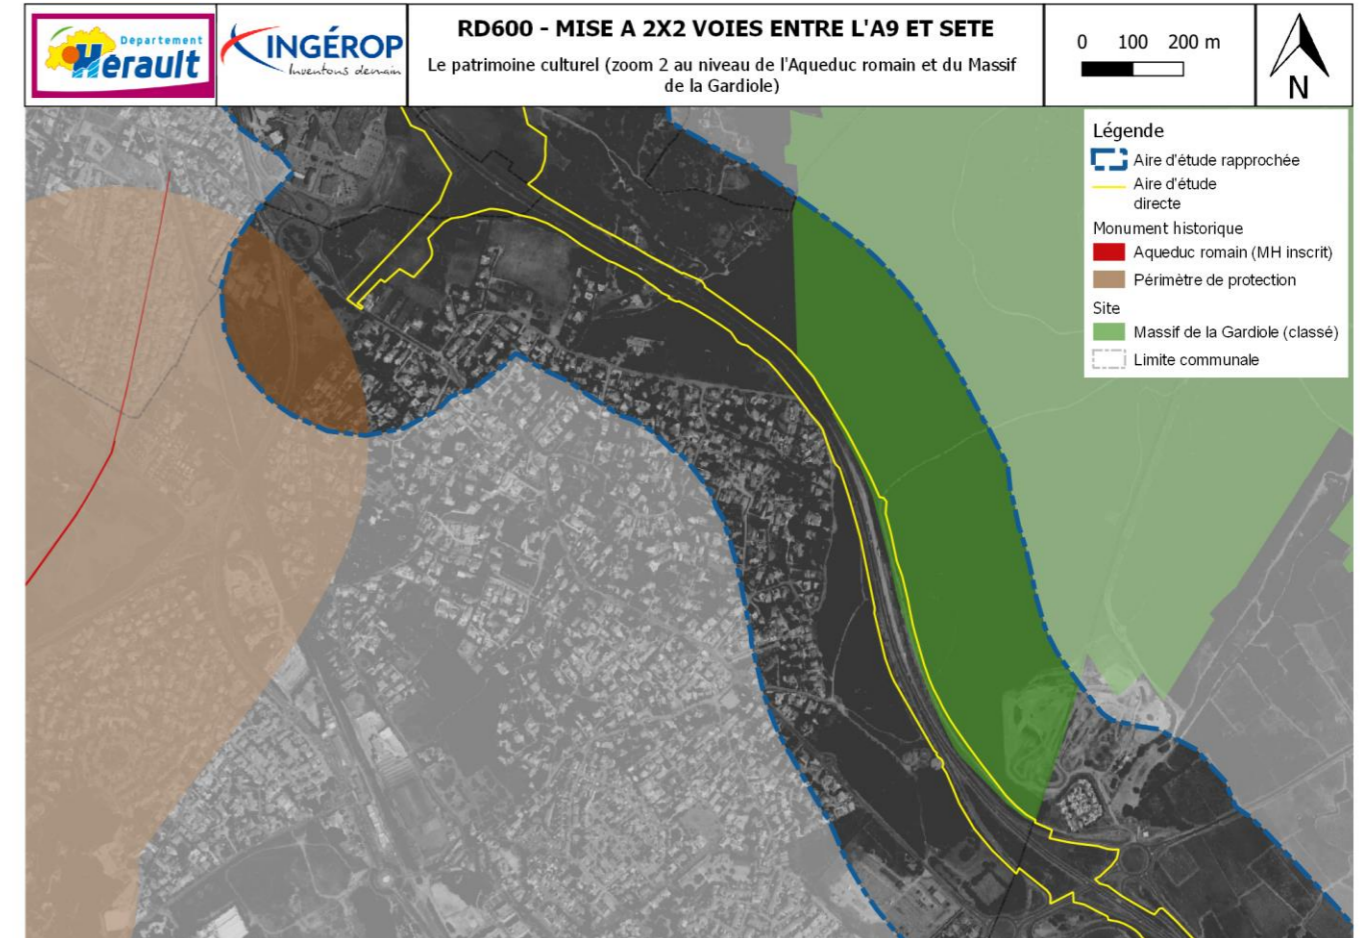 Departement
Hérault
INGÉROP
Inventons demain
RD600 - MISE A 2X2 VOIES ENTRE L'A9 ET SETE
Le patrimoine culturel (zoom 2 au niveau de l'Aqueduc romain et du Massif
de la Gardiole)
0 100 200 m
N
Légende
Aire d'étude rapprochée
Aire d'étude
directe
Monument historique
Aqueduc romain (MH inscrit)
Périmètre de protection
Site
Massif de la Gardiole (classé)
Limite communale